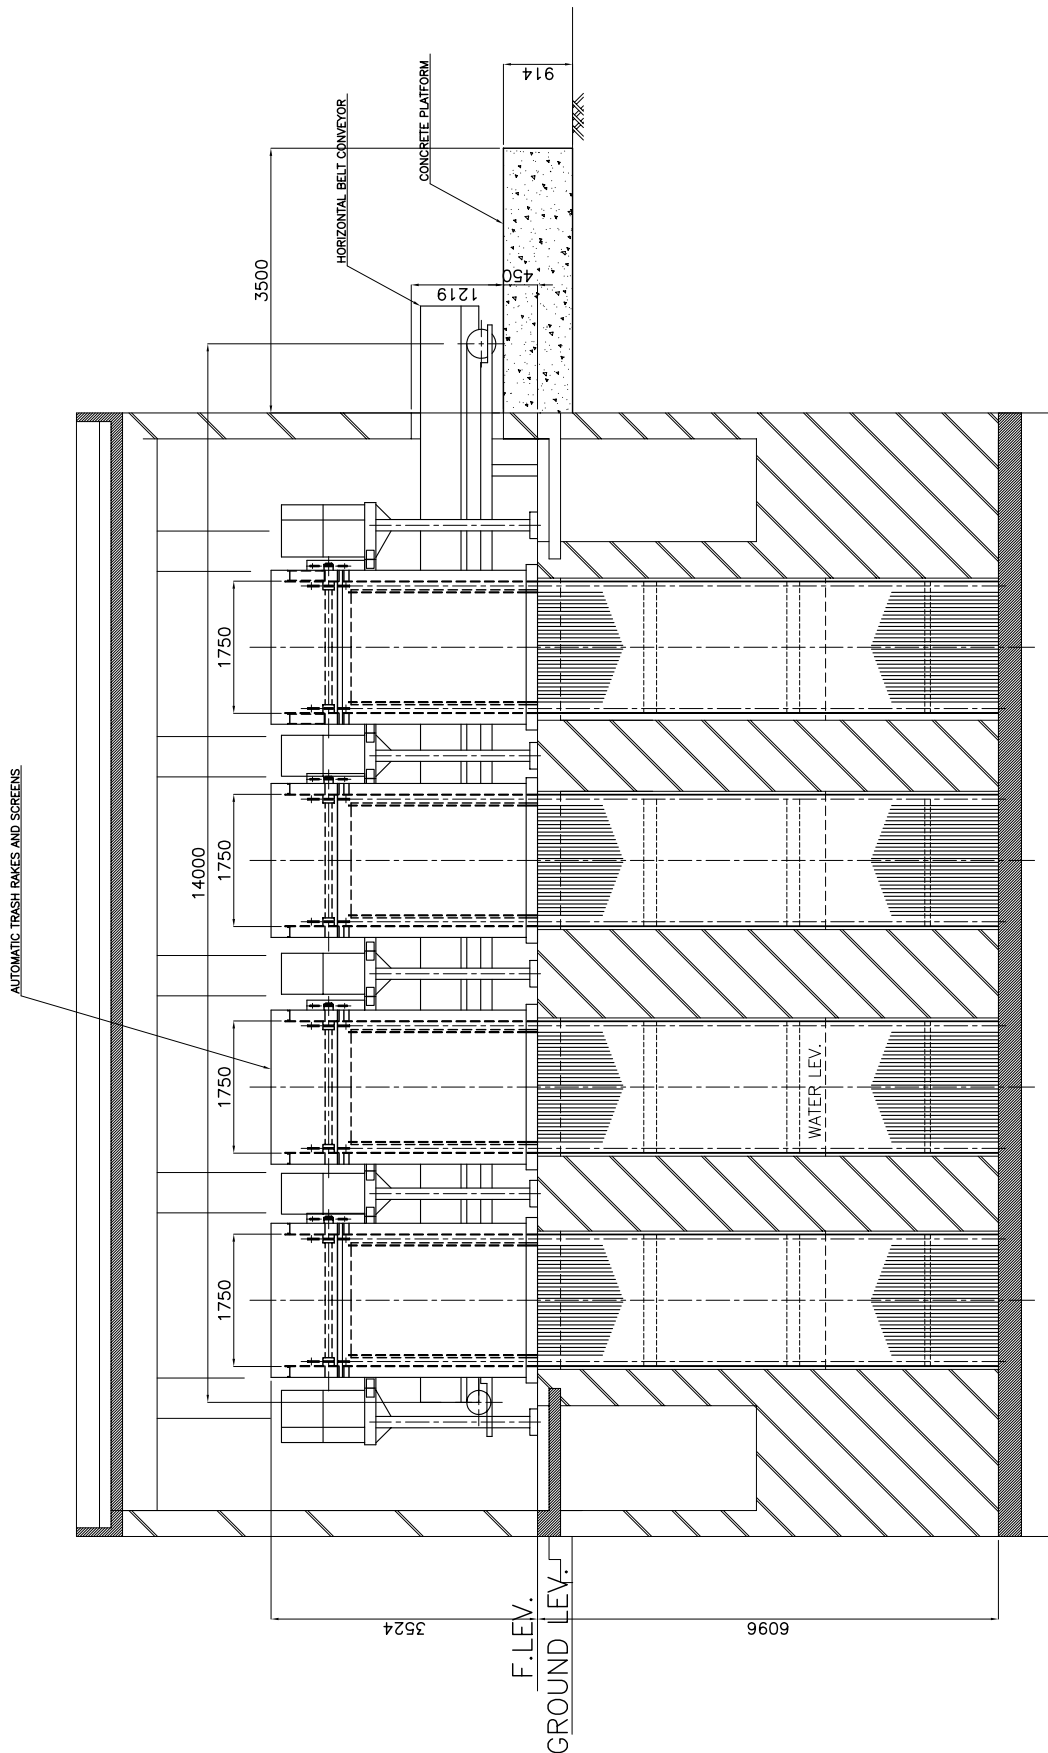 AUTOMATIC TRASH RAKES AND SCREENS
HORIZONTAL BELT CONVEYOR
CONCRETE PLATFORM
3500
14000
1750
1750
1750
1750
914
1219
450
3524
6096
WATER LEV.
F.LEV.
GROUND LEV.